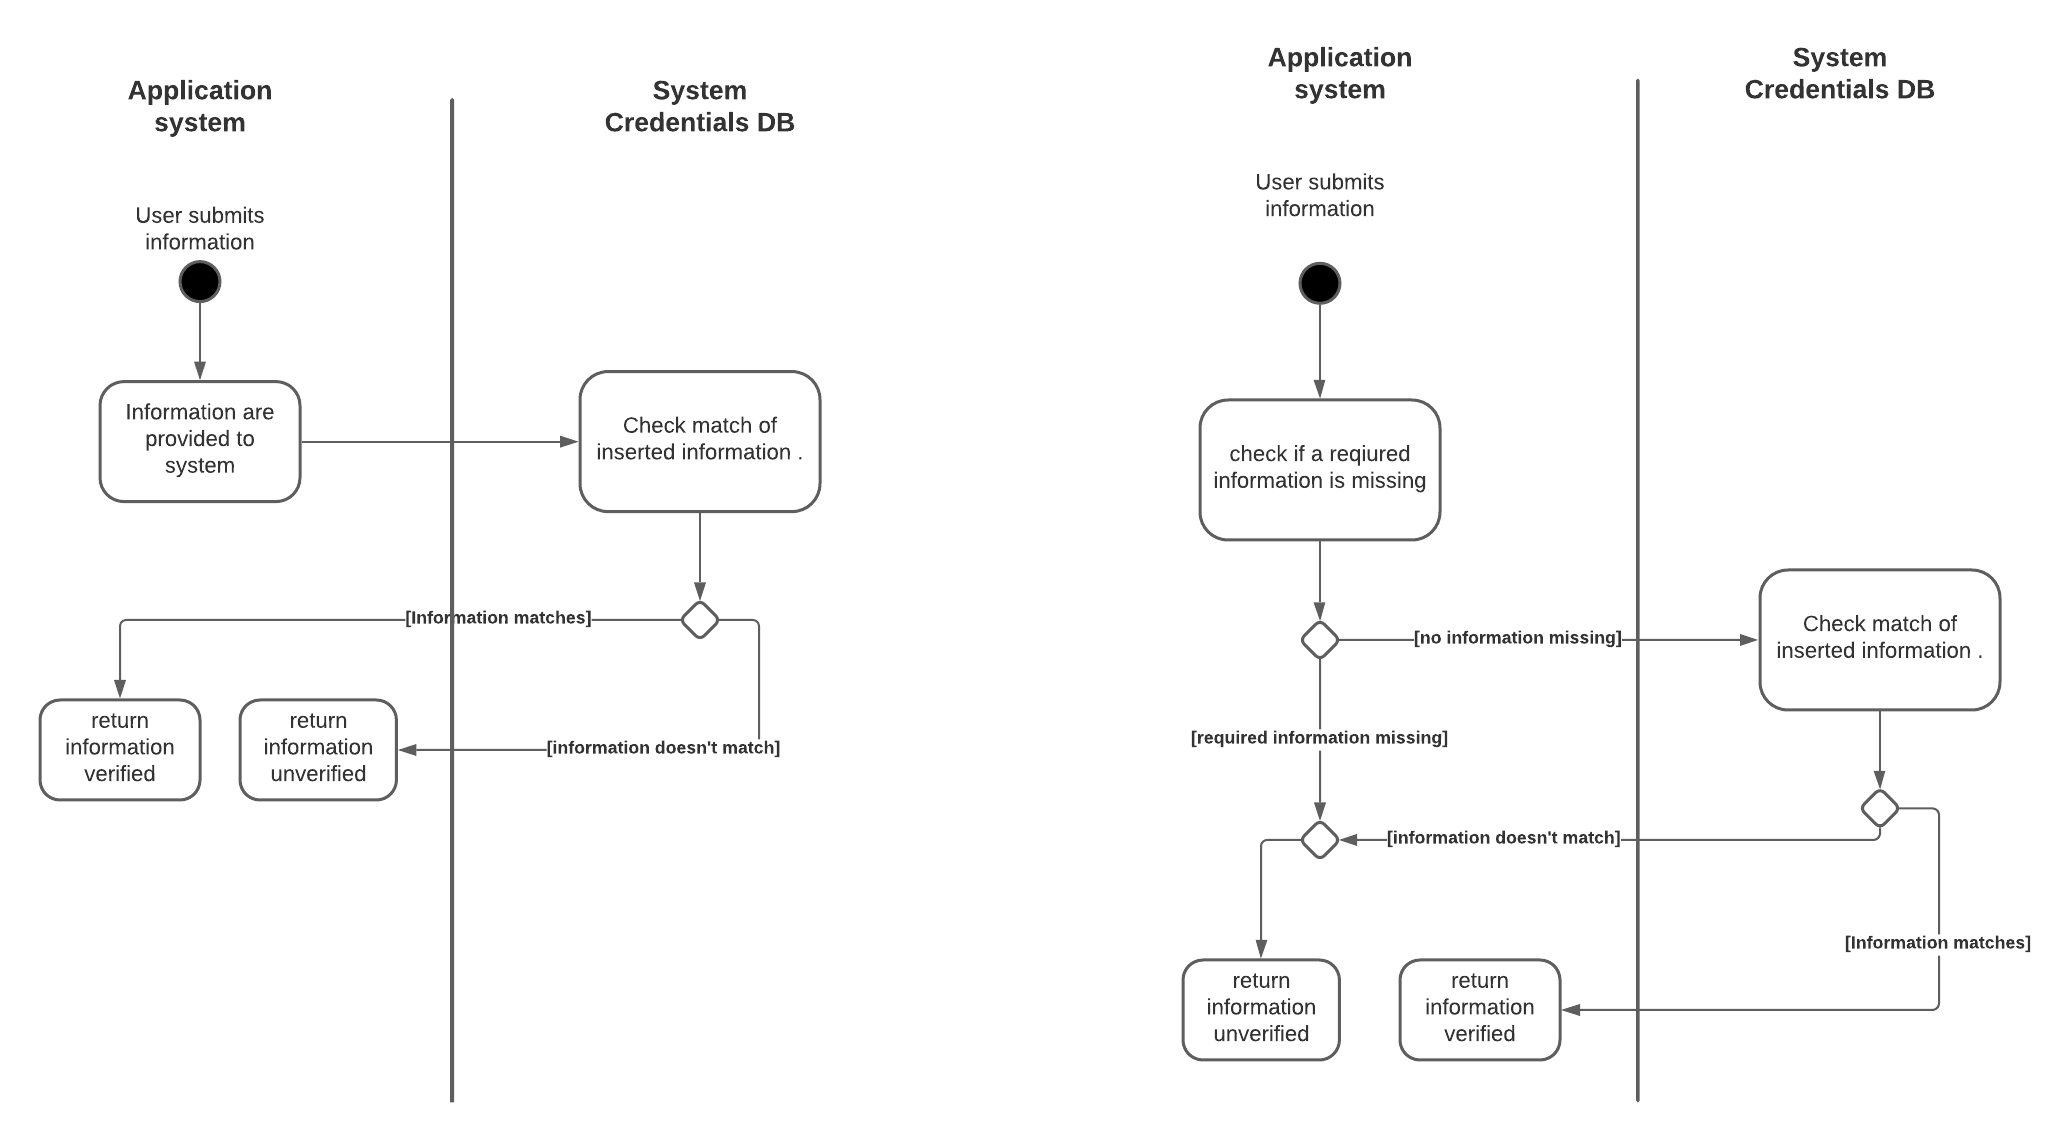 Application
system
System
Credentials DB
User submits
information
Information are
provided to
system
Check match of
inserted information .
[Information matches]
return
information
verified
return
information
unverified
[information doesn't match]
Application
system
System
Credentials DB
User submits
information
check if a reqiured
information is missing
[no information missing]
Check match of
inserted information .
[required information missing]
[information doesn't match]
[Information matches]
return
information
unverified
return
information
verified